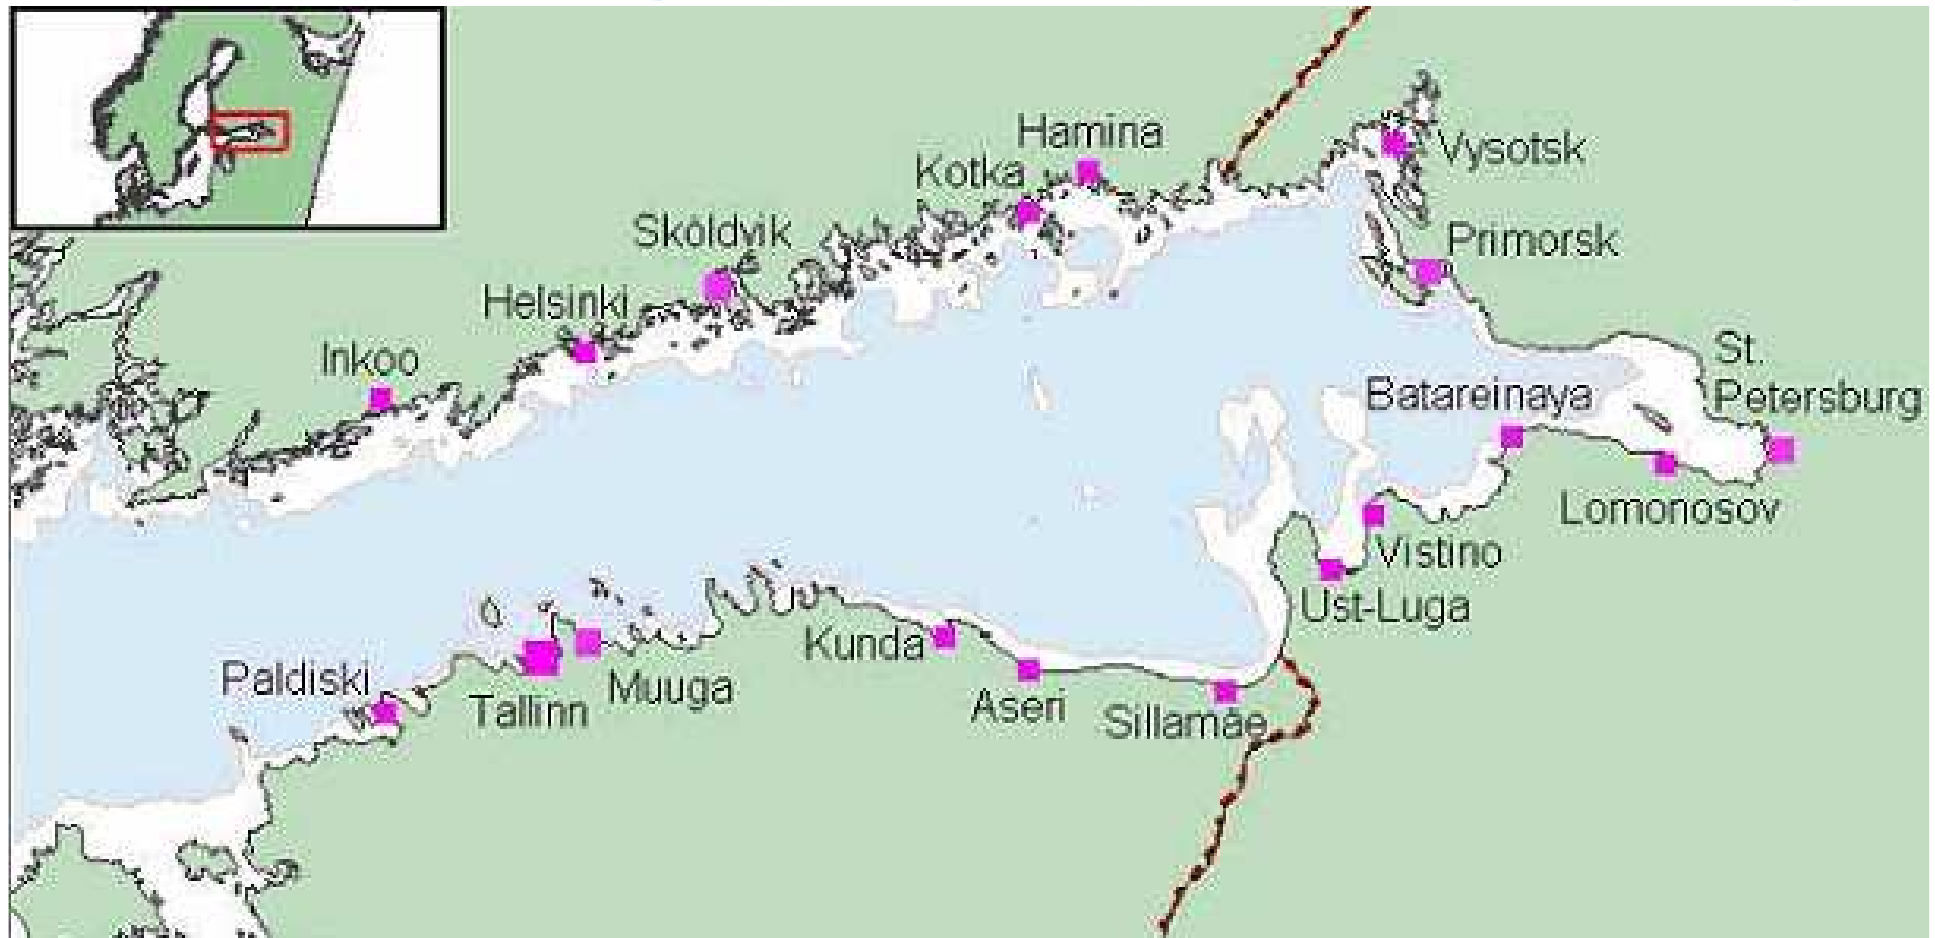 Hamina
Vysotsk
Kotka
Sköldvik
Primorsk
Helsinki
Inkoo
St.
Petersburg
Batareinaya
Lomonosov
Vistino
Ust-Luga
Kunda
Paldiski
Muuga
Tallinn
Aseri
Sillamäe